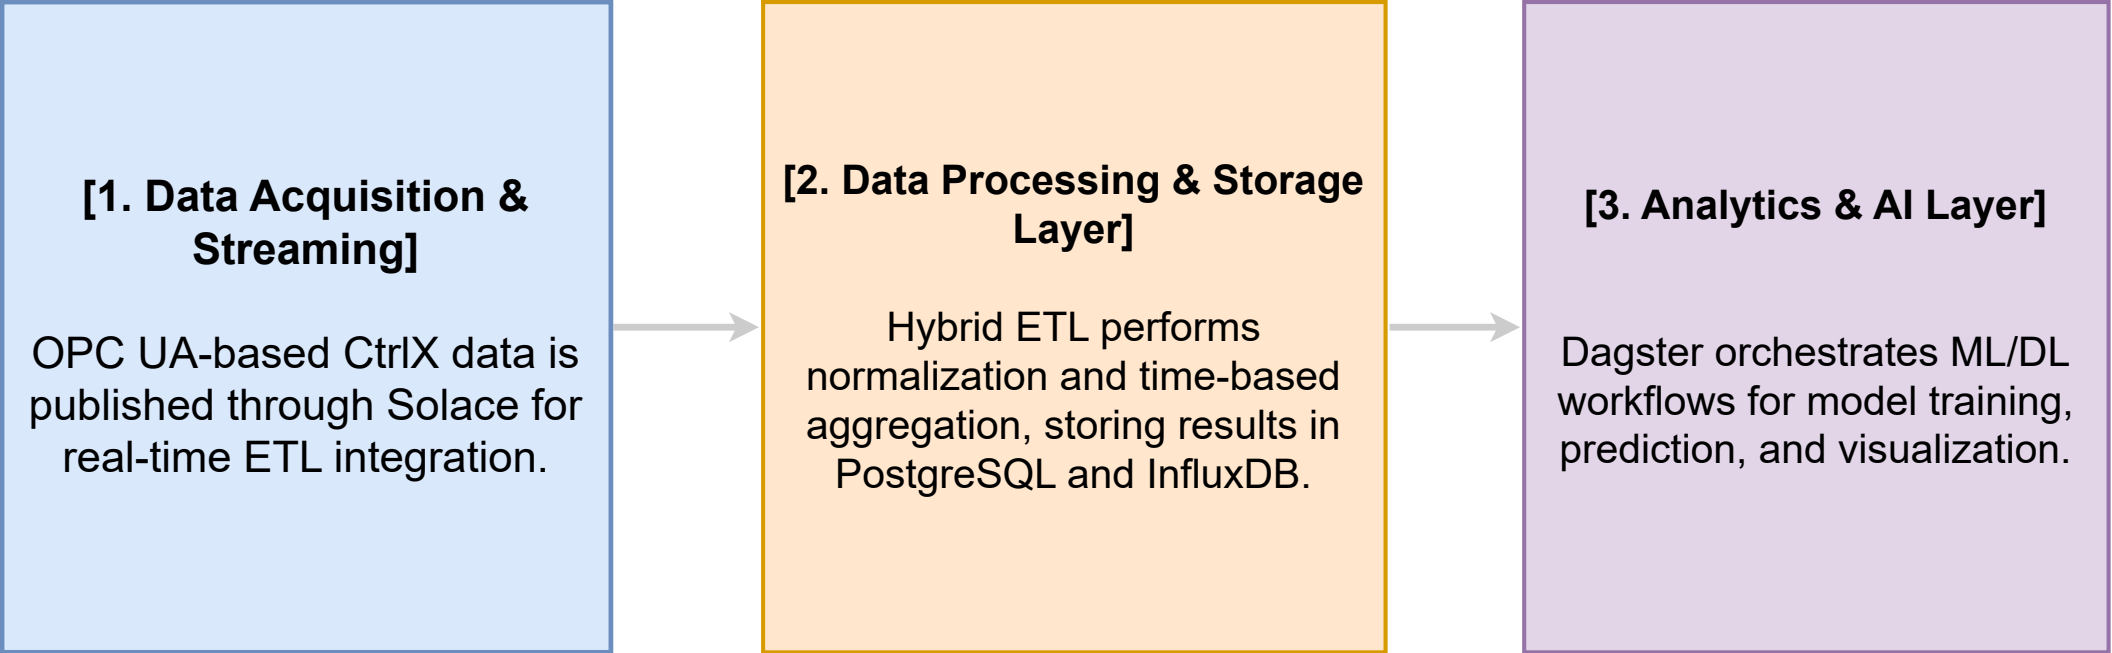 [1. Data Acquisition &
Streaming]
OPC UA-based CtrlX data is
published through Solace for
real-time ETL integration.
[2. Data Processing & Storage
Layer]
Hybrid ETL performs
normalization and time-based
aggregation, storing results in
PostgreSQL and InfluxDB.
[3. Analytics & AI Layer]
Dagster orchestrates ML/DL
workflows for model training,
prediction, and visualization.